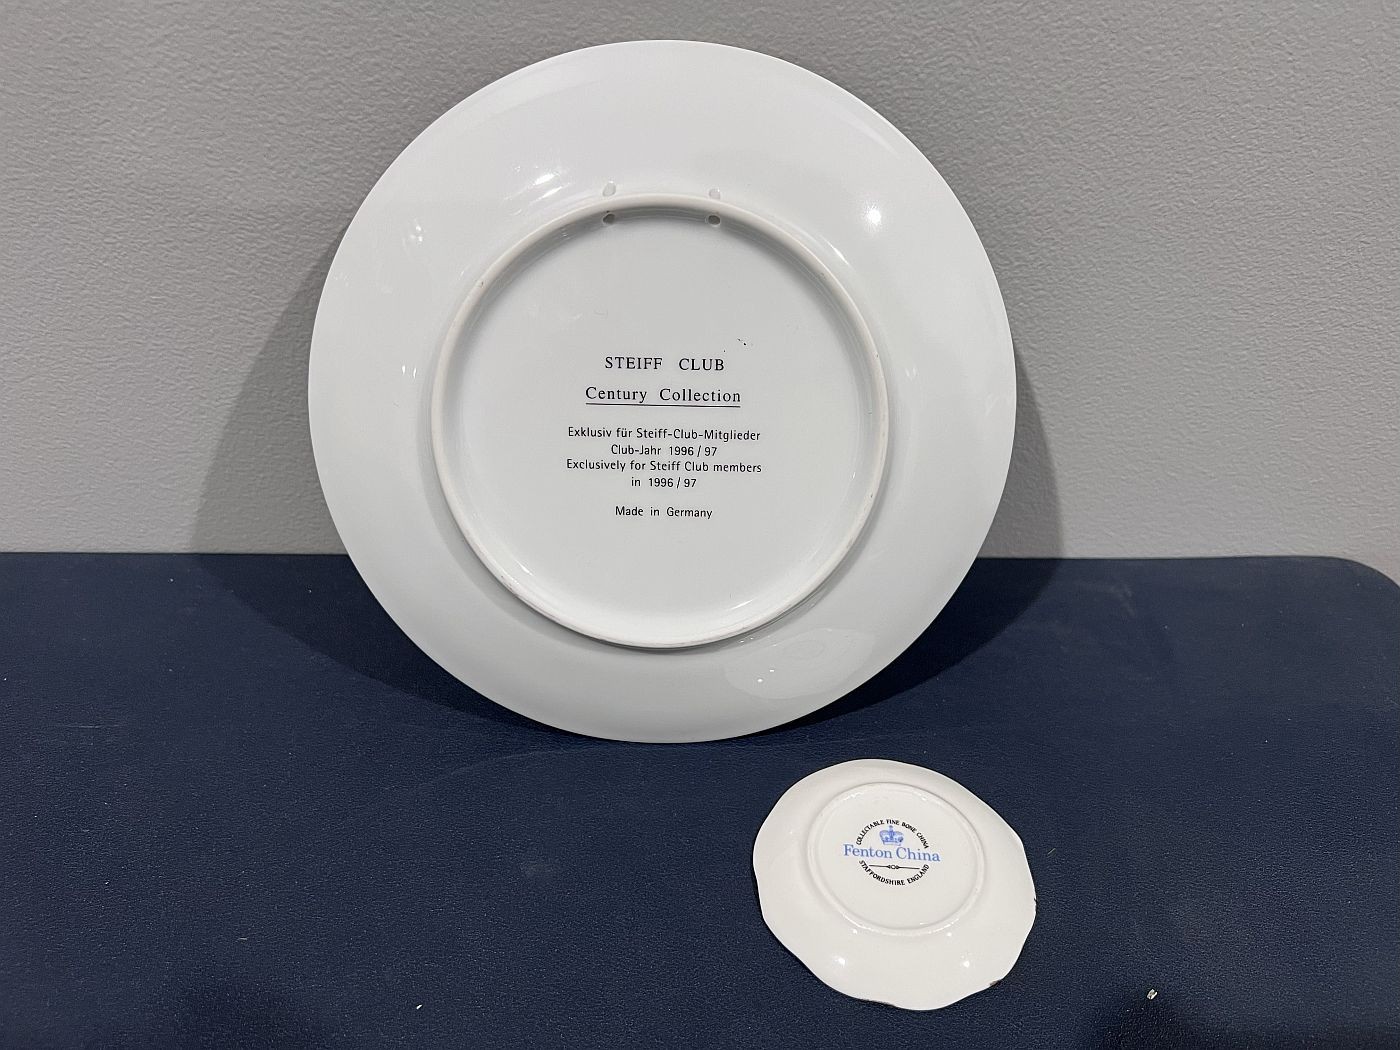 STEIFF CLUB
Century Collection
Exklusiv für Steiff-Club-Mitglieder
Club-Jahr 1996/97
Exclusively for Steiff Club members
in 1996/97
Made in Germany
COLLECTABLE FINE BONE CHINA
Fenton China
STAFFORDSHIRE ENGLAND